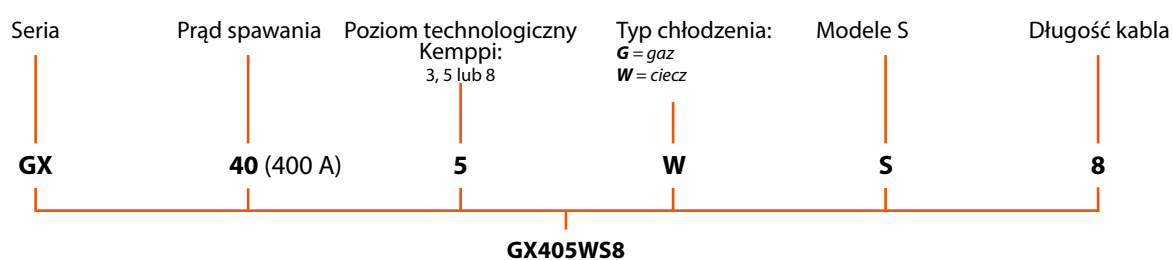 Seria
Prąd spawania
Poziom technologiczny
Kemppi:
3, 5 lub 8
Typ chłodzenia:
G = gaz
W = ciecz
Modele S
Długość kabla
GX
40 (400 A)
5
W
S
8
GX405WS8